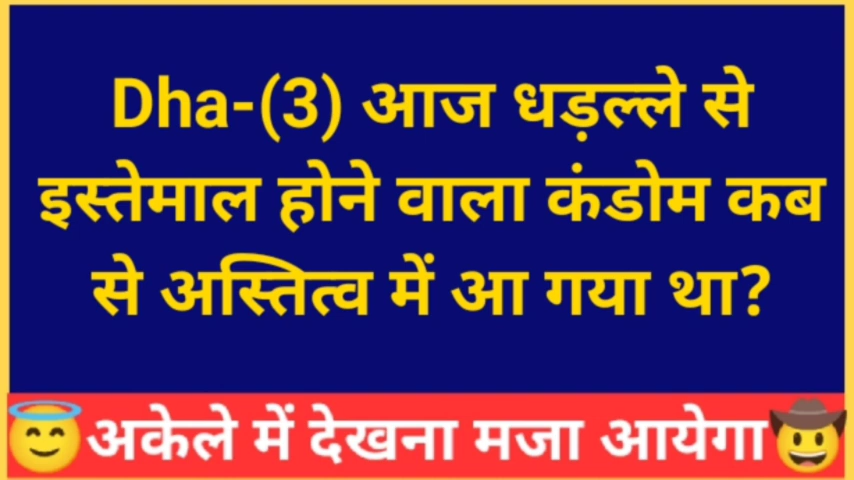 Dha-(3) आज धड़ल्ले से
इस्तेमाल होने वाला कंडोम कब
से अस्तित्व में आ गया था?
😇अकेले में देखना मजा आयेगा🤠